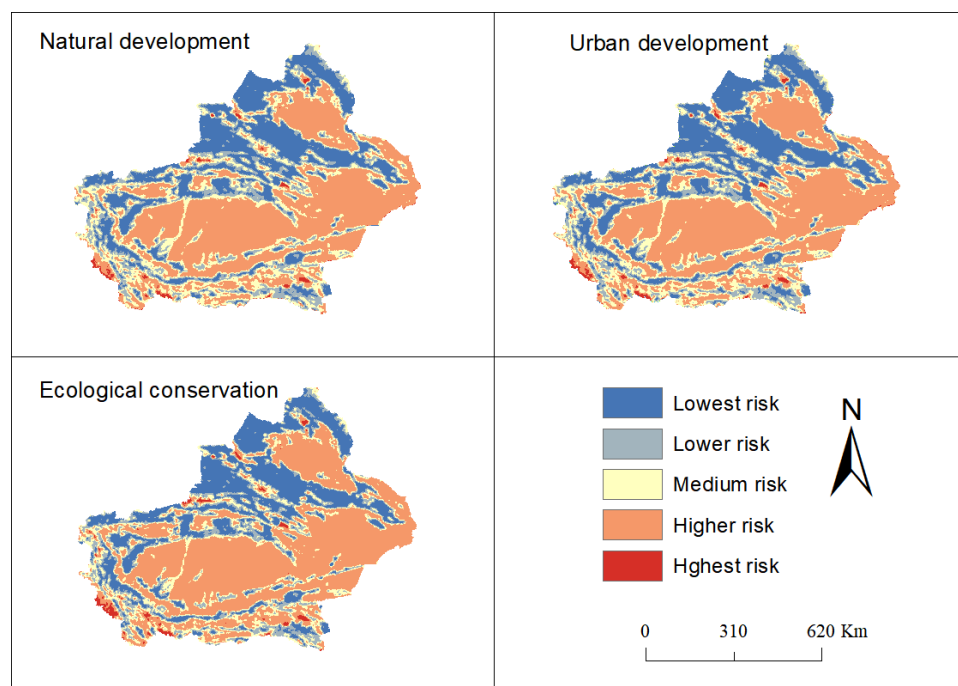 Natural development
Urban development
Ecological conservation
Lowest risk
Lower risk
Medium risk
Higher risk
Hghest risk
N
0 310 620 Km